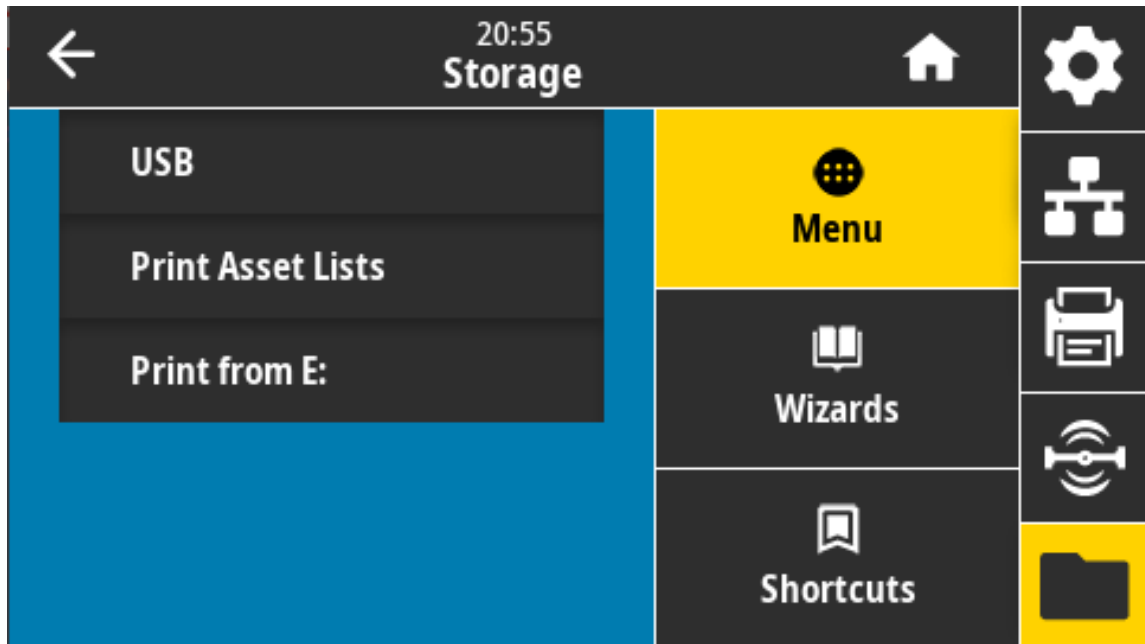 20:55
Storage
USB
Print Asset Lists
Print from E:
Menu
Wizards
Shortcuts